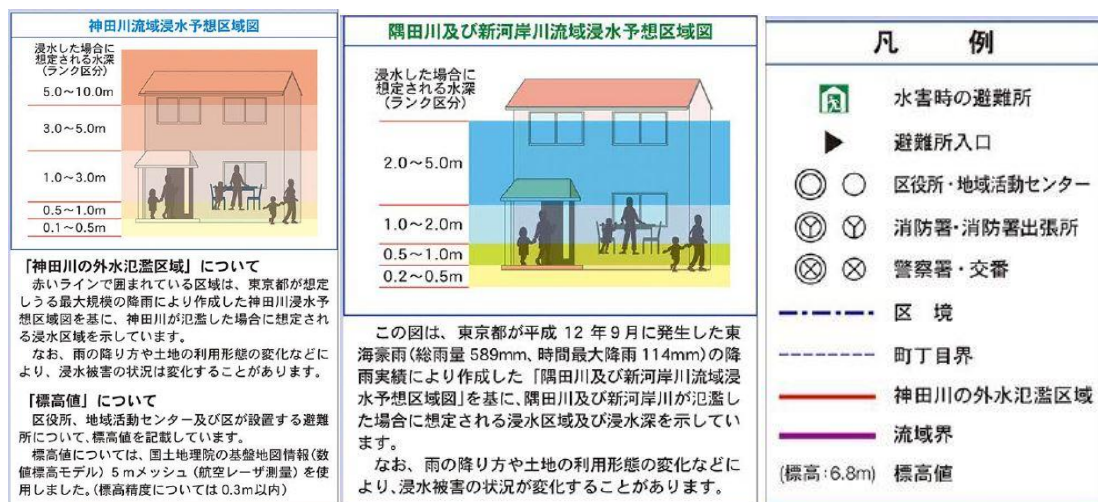 神田川流域浸水予想区域図
浸水した場合に
想定される水深
(ランク区分)
5.0～10.0m
3.0～5.0m
1.0～3.0m
0.5～1.0m
0.1～0.5m
「神田川の外水氾濫区域」について
赤いラインで囲まれている区域は、東京都が想定
しうる最大規模の降雨により作成した神田川浸水予
想区域図を基に、神田川が氾濫した場合に想定され
る浸水区域を示しています。
なお、雨の降り方や土地の利用形態の変化などに
より、浸水被害の状況は変化することがあります。
「標高値」について
区役所、地域活動センター及び区が設置する避難
所について、標高値を記載しています。
標高値については、国土地理院の基盤地図情報(数
値標高モデル) 5mメッシュ(航空レーザ測量)を使
用しました。(標高精度については0.3m以内)
隅田川及び新河岸川流域浸水予想区域図
浸水した場合に
想定される水深
(ランク区分)
2.0～5.0m
1.0～2.0m
0.5～1.0m
0.2～0.5m
この図は、東京都が平成12年9月に発生した東
海豪雨(総雨量589mm、時間最大降雨114mm)の降
雨実績により作成した「隅田川及び新河岸川流域浸
水予想区域図」を基に、隅田川及び新河岸川が氾濫し
た場合に想定される浸水区域及び浸水深を示してい
ます。
なお、雨の降り方や土地の利用形態の変化などに
より、浸水被害の状況が変化することがあります。
凡 例
水害時の避難所
避難所入口
区役所・地域活動センター
消防署・消防署出張所
警察署・交番
区 境
町丁目界
神田川の外水氾濫区域
流域界
(標高:6.8m) 標高値